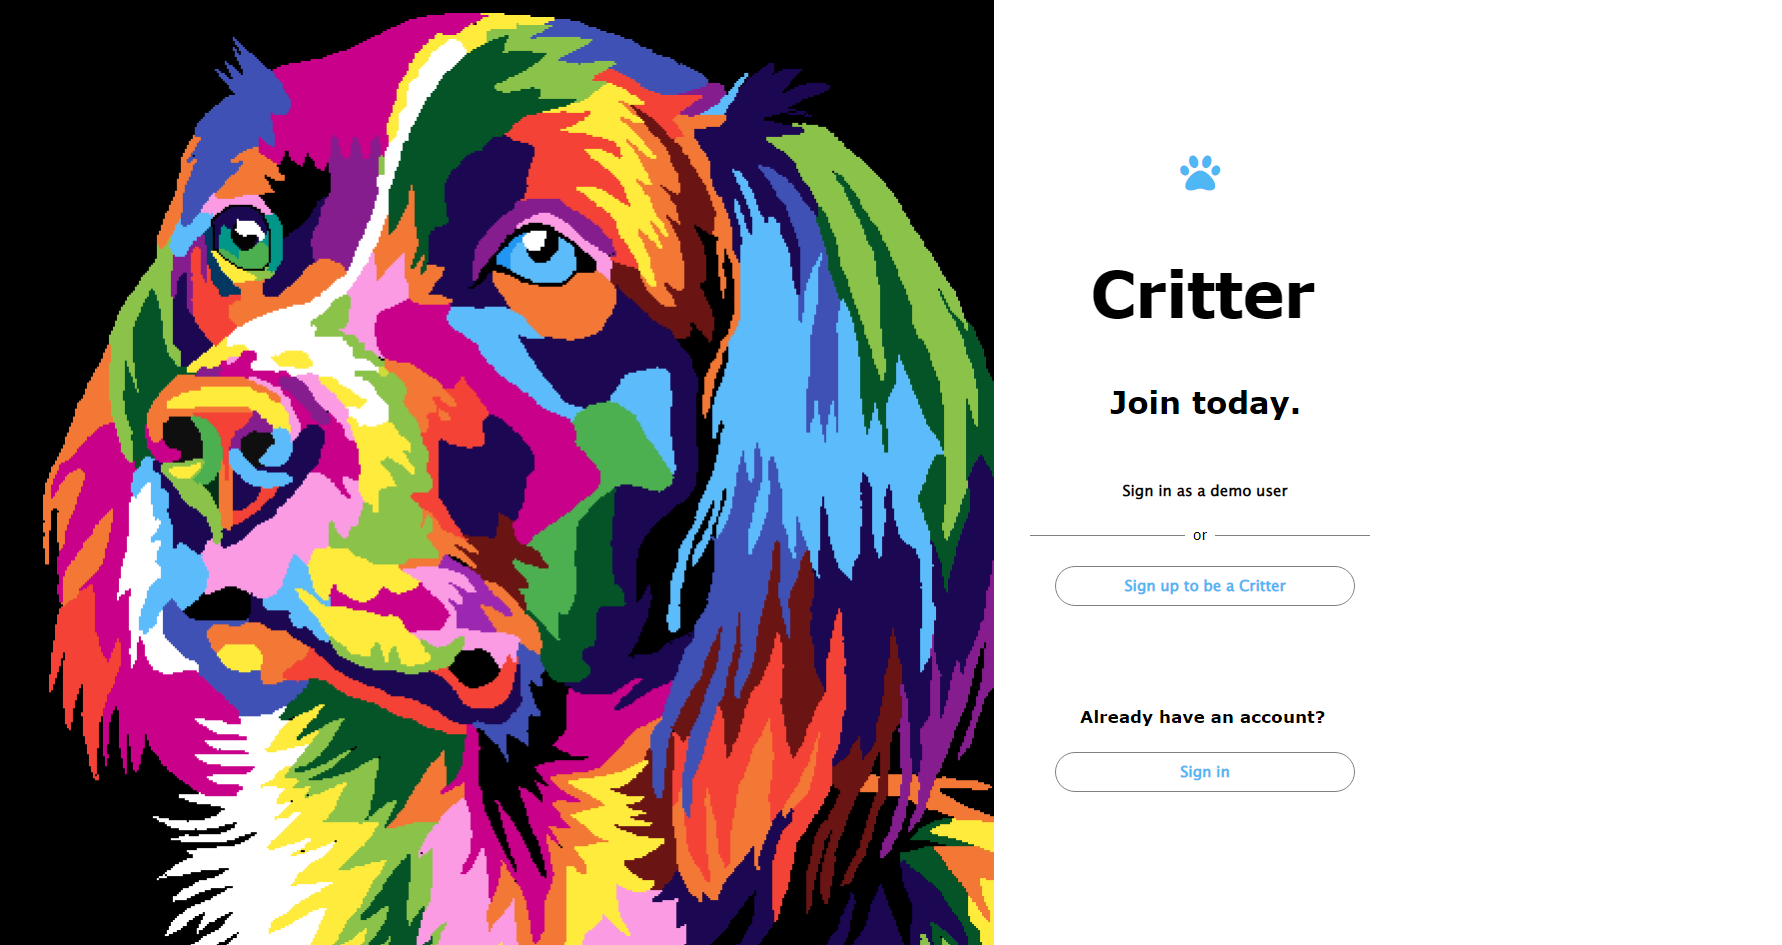 Critter
Join today.
Sign in as a demo user
or
Sign up to be a Critter
Already have an account?
Sign in